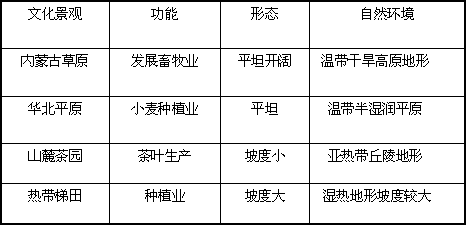 文化景观 功能 形态 自然环境
内蒙古草原 发展畜牧业 平坦开阔 温带干旱高原地形
华北平原 小麦种植业 平坦 温带半湿润平原
山麓茶园 茶叶生产 坡度小 亚热带丘陵地形
热带梯田 种植业 坡度大 湿热地形坡度较大